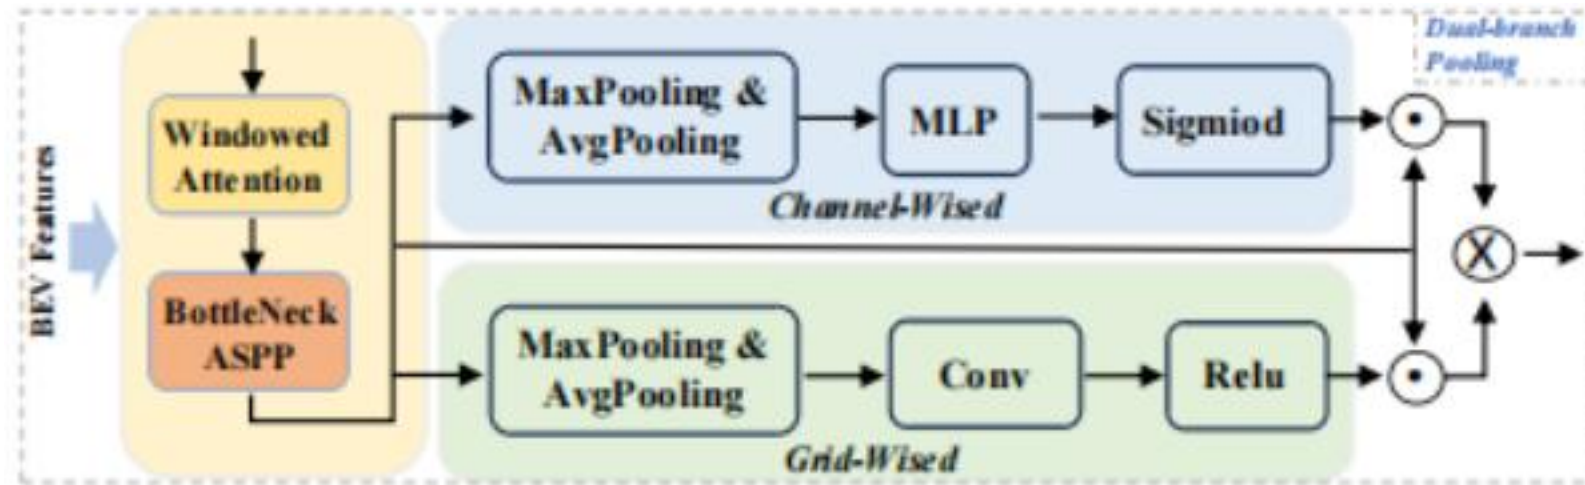 BEV Features
Windowed
Attention
BottleNeck
ASPP
MaxPooling &
AvgPooling
MLP
Sigmiod
Channel-Wised
MaxPooling &
AvgPooling
Conv
Relu
Grid-Wised
Dual-branch
Pooling
X